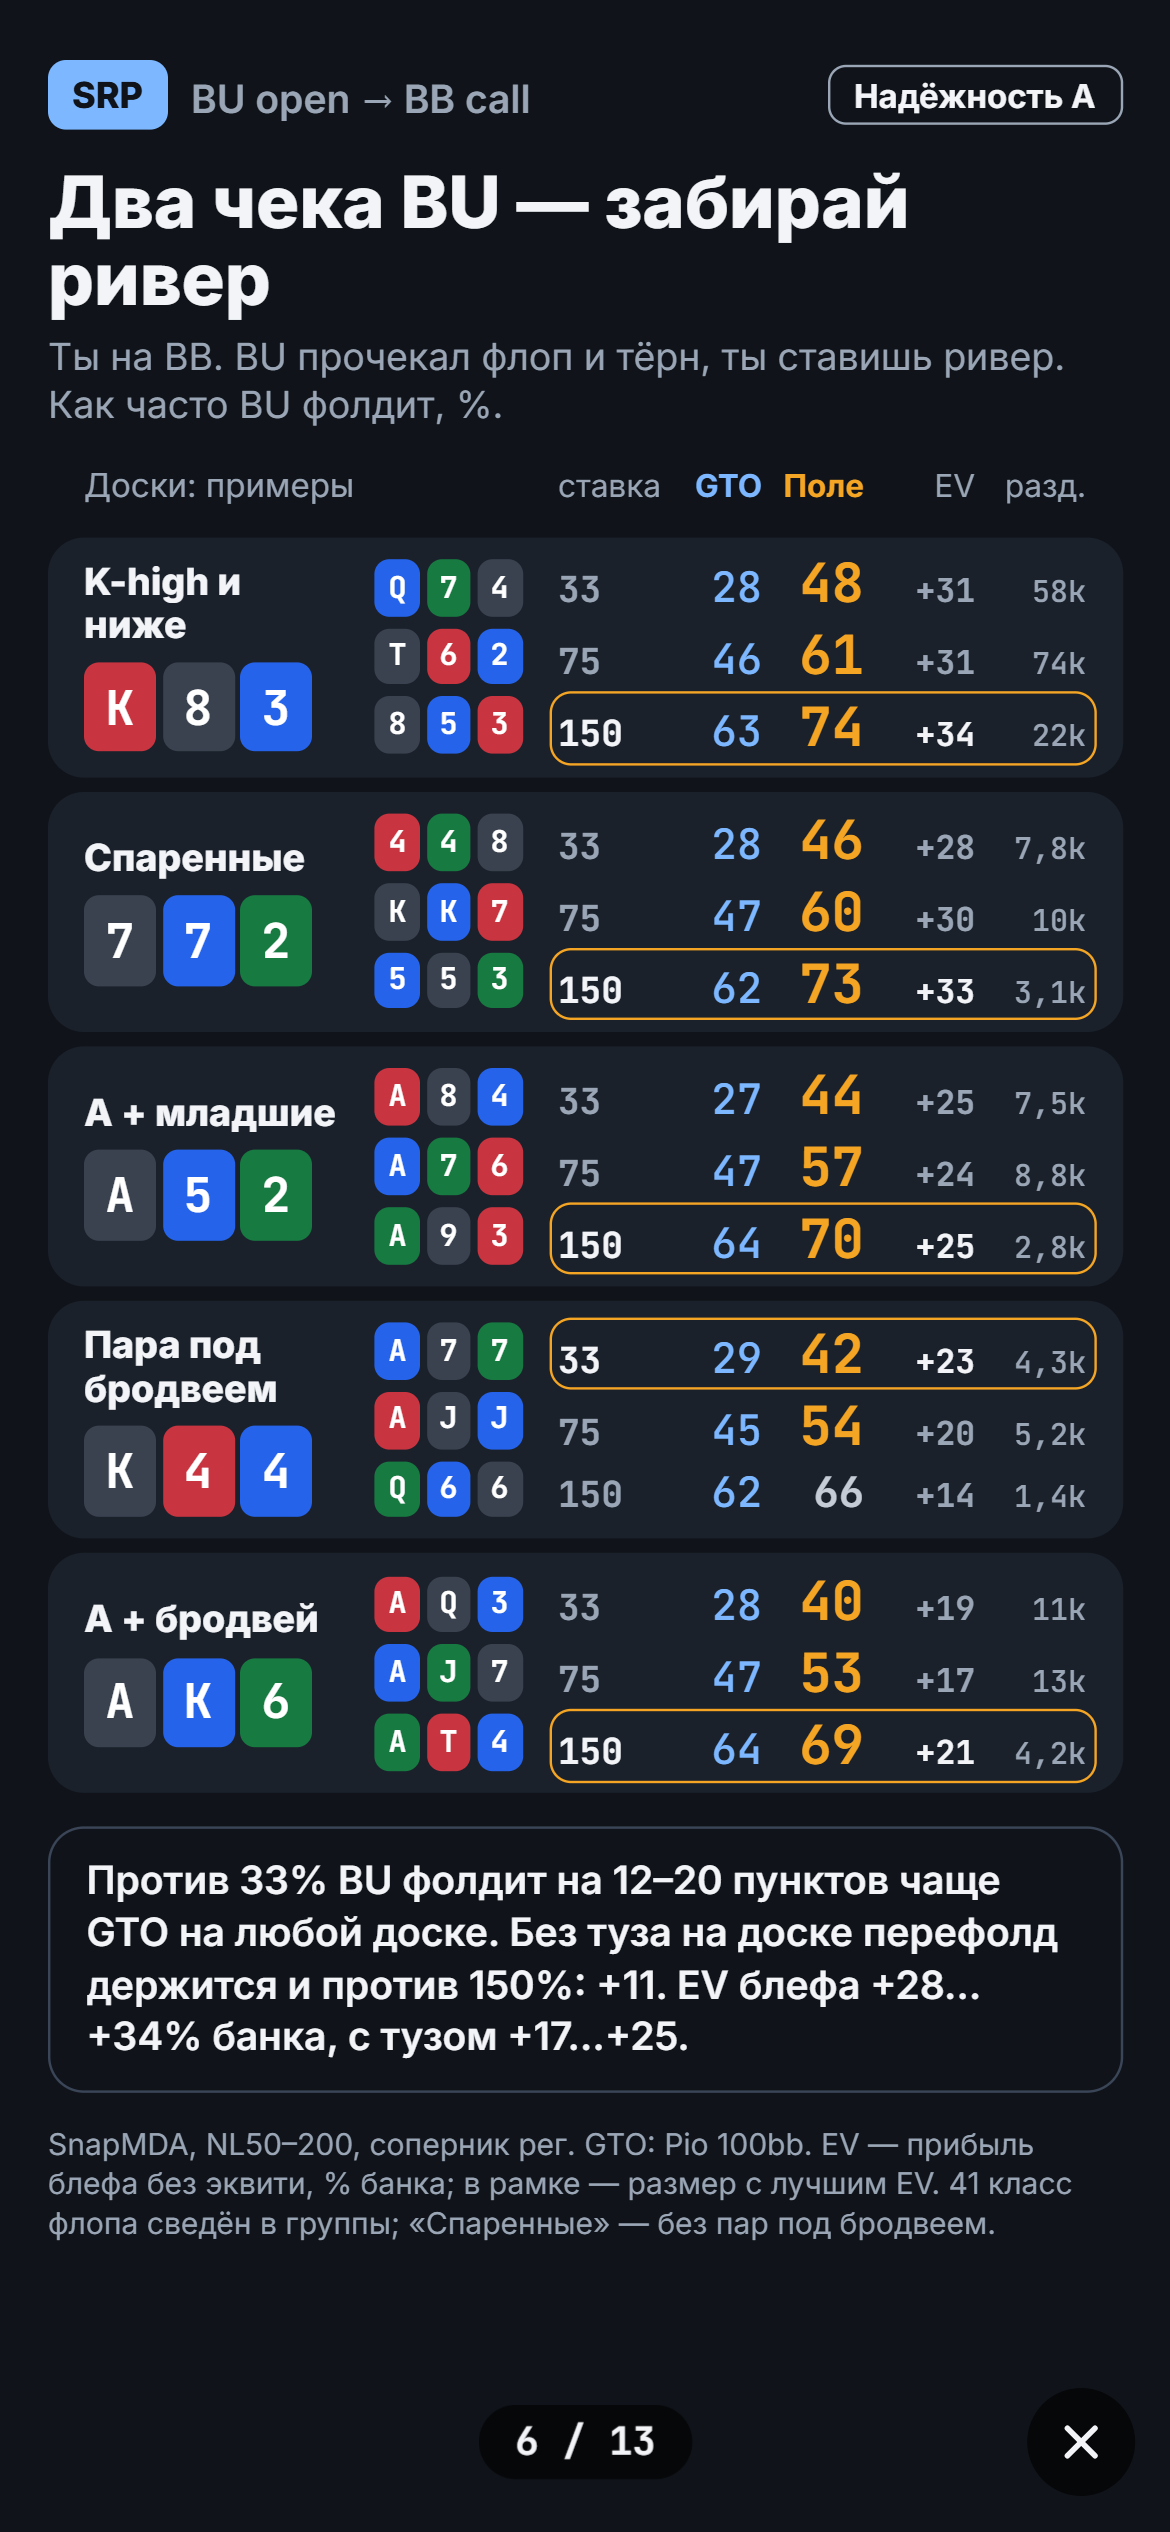 SRP BU open → BB call Надёжность A
Два чека BU — забирай
ривер
Ты на BB. BU прочекал флоп и тёрн, ты ставишь ривер.
Как часто BU фолдит, %.
Доски: примеры ставка GTO Поле EV разд.
K-high и
ниже
K 8 3
Q 7 4 33 28 48 +31 58k
T 6 2 75 46 61 +31 74k
8 5 3 150 63 74 +34 22k
Спаренные
7 7 2
4 4 8 33 28 46 +28 7,8k
K K 7 75 47 60 +30 10k
5 5 3 150 62 73 +33 3,1k
A + младшие
A 5 2
A 8 4 33 27 44 +25 7,5k
A 7 6 75 47 57 +24 8,8k
A 9 3 150 64 70 +25 2,8k
Пара под
бродвеем
K 4 4
A 7 7 33 29 42 +23 4,3k
A J J 75 45 54 +20 5,2k
Q 6 6 150 62 66 +14 1,4k
A + бродвей
A K 6
A Q 3 33 28 40 +19 11k
A J 7 75 47 53 +17 13k
A T 4 150 64 69 +21 4,2k
Против 33% BU фолдит на 12–20 пунктов чаще
GTO на любой доске. Без туза на доске перефолд
держится и против 150%: +11. EV блефа +28…
+34% банка, с тузом +17…+25.
SnapMDA, NL50–200, соперник рег. GTO: Pio 100bb. EV — прибыль
блефа без эквити, % банка; в рамке — размер с лучшим EV. 41 класс
флопа сведён в группы; «Спаренные» — без пар под бродвеем.
6 / 13